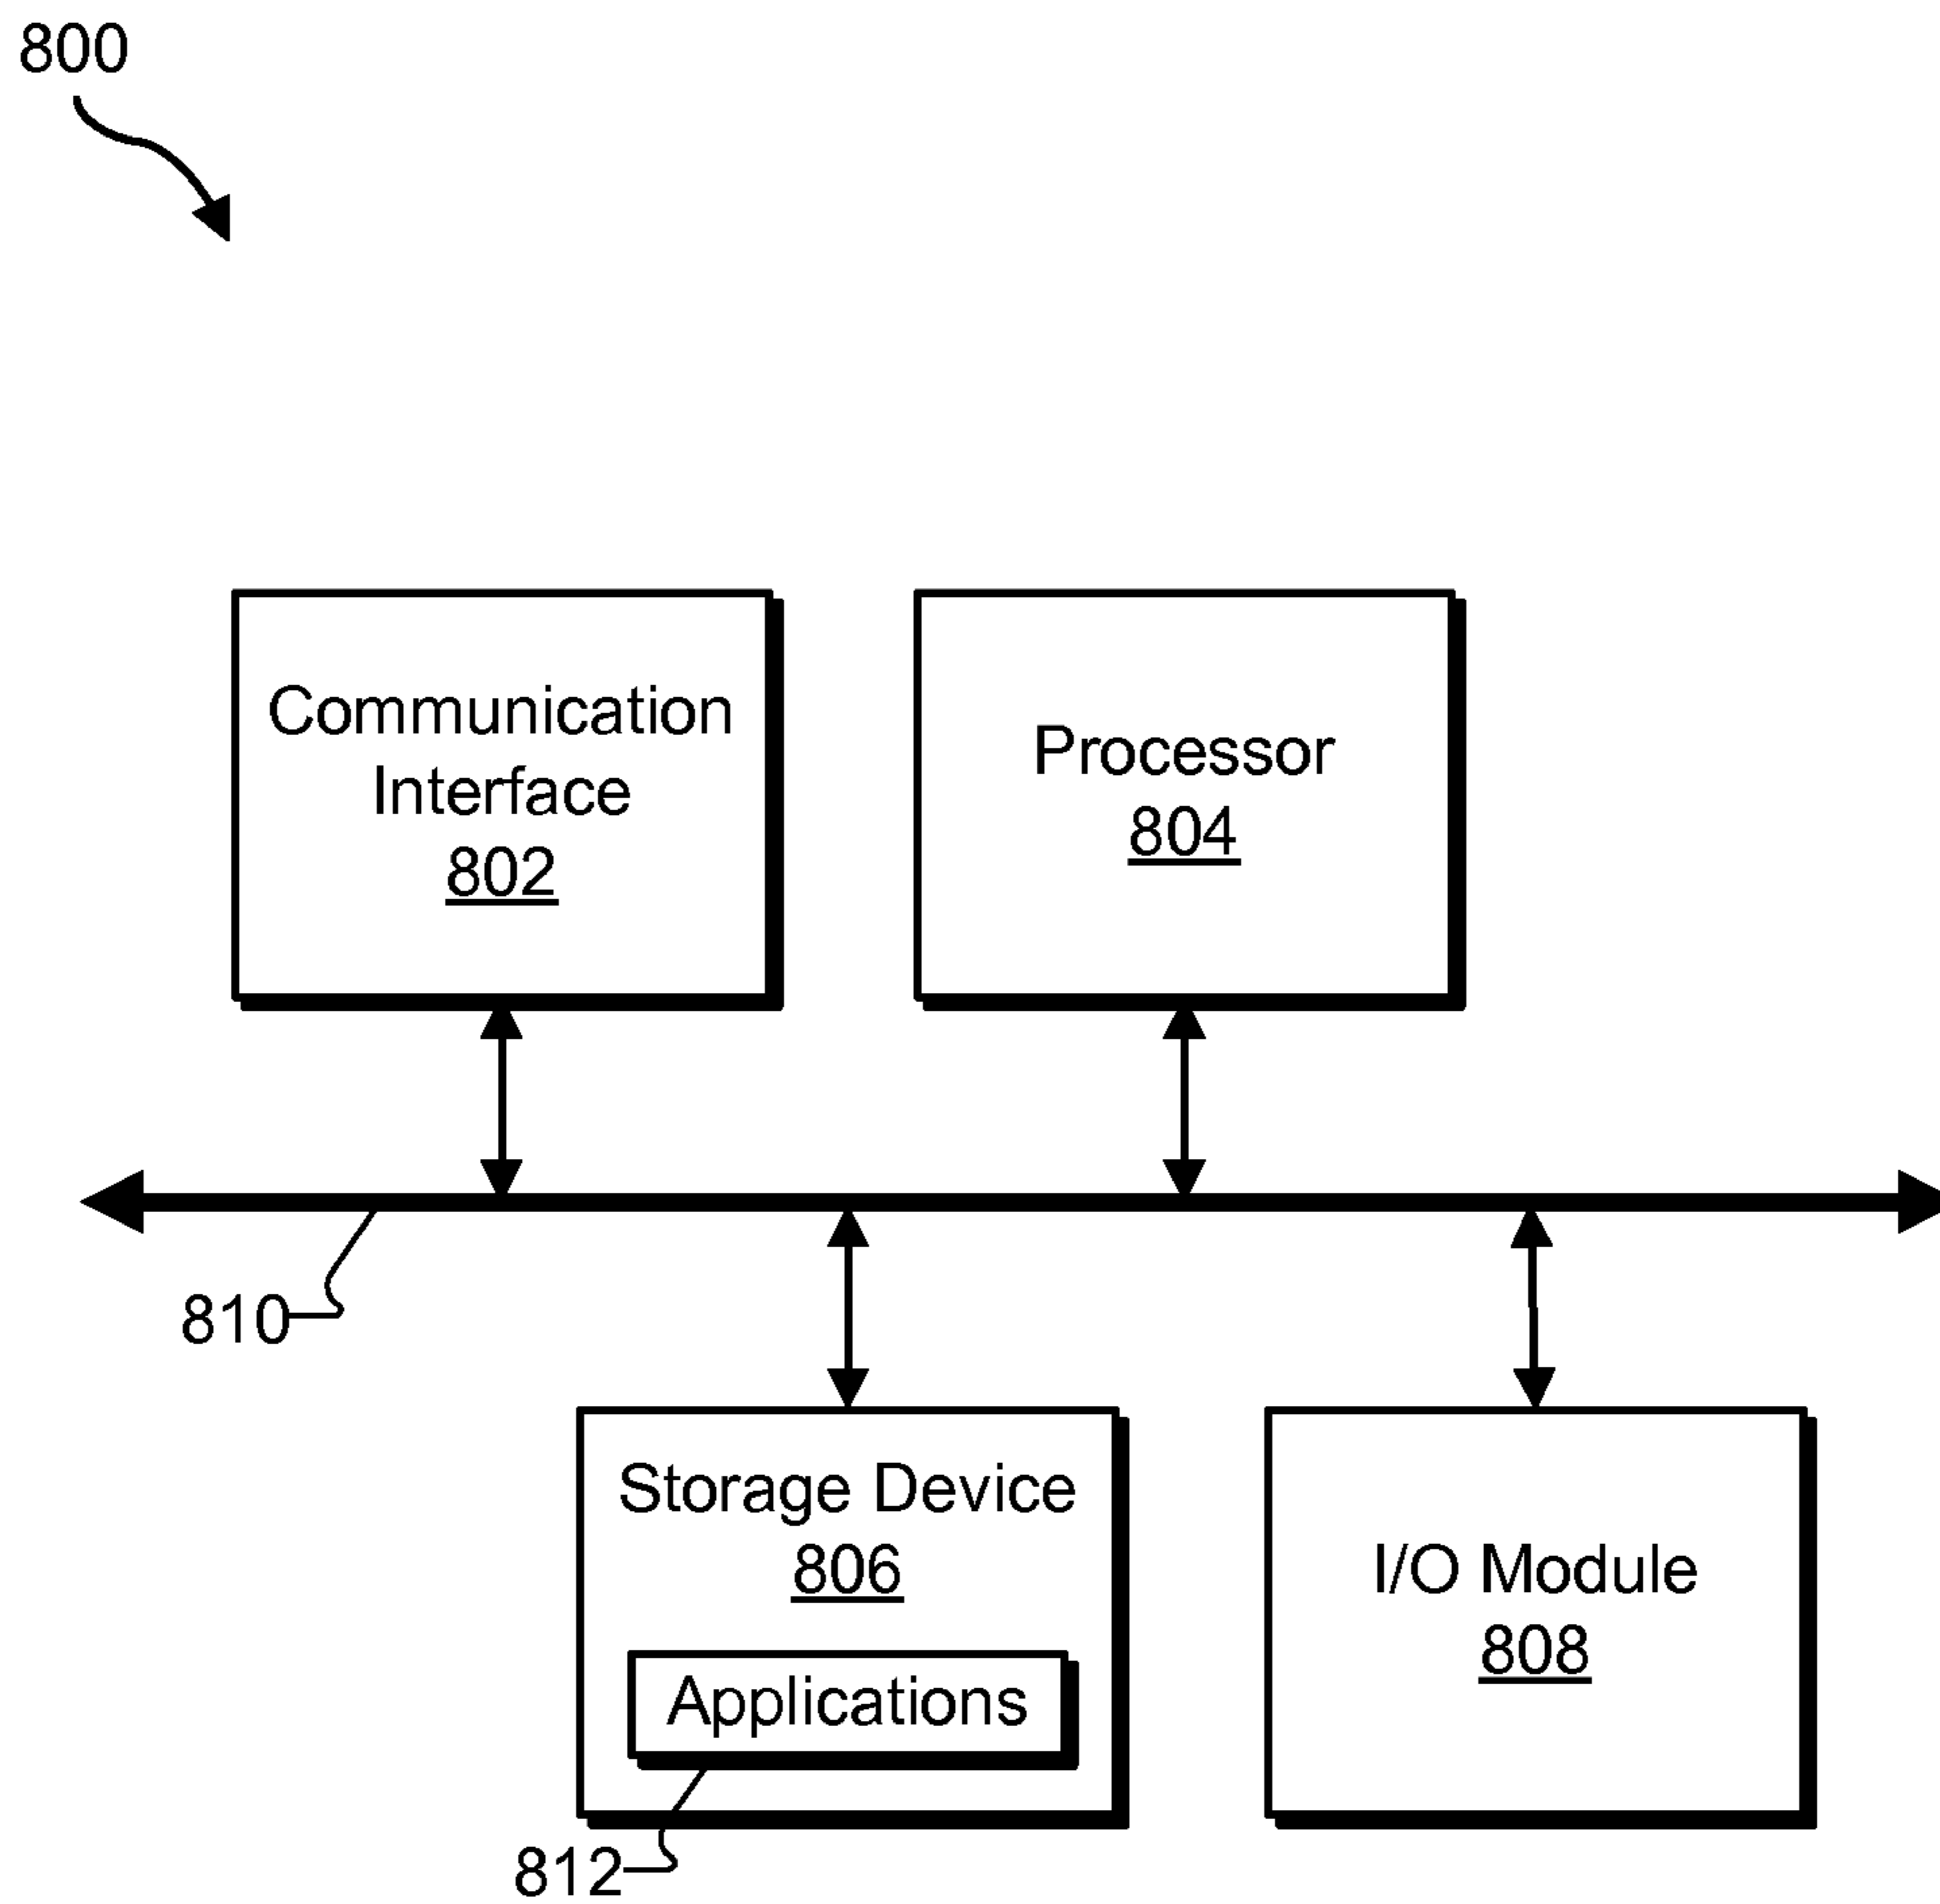 800
Communication
Interface
802
Processor
804
810
Storage Device
806
Applications
812
I/O Module
808